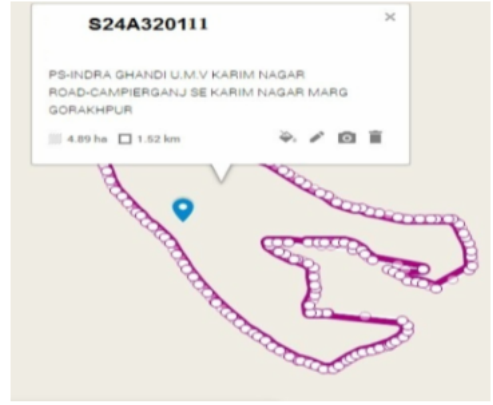 S24A320111
PS-INDRA GHANDI U.M.V KARIM NAGAR
ROAD-CAMPIERGANJ SE KARIM NAGAR MARG
GORAKHPUR
4.89 ha 1.52 km